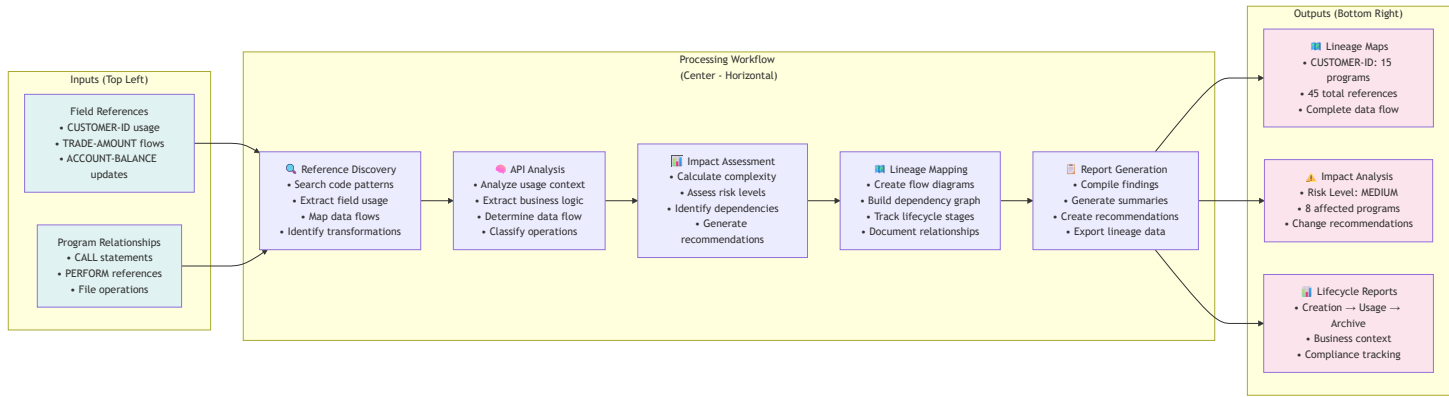 Inputs (Top Left)
Field References
• CUSTOMER-ID usage
• TRADE-AMOUNT flows
• ACCOUNT-BALANCE
updates
Program Relationships
• CALL statements
• PERFORM references
• File operations
Processing Workflow
(Center - Horizontal)
🔍 Reference Discovery
• Search code patterns
• Extract field usage
• Map data flows
• Identify transformations
🧠 API Analysis
• Analyze usage context
• Extract business logic
• Determine data flow
• Classify operations
📊 Impact Assessment
• Calculate complexity
• Assess risk levels
• Identify dependencies
• Generate
recommendations
🗺️ Lineage Mapping
• Create flow diagrams
• Build dependency graph
• Track lifecycle stages
• Document relationships
📋 Report Generation
• Compile findings
• Generate summaries
• Create recommendations
• Export lineage data
Outputs (Bottom Right)
🗺️ Lineage Maps
• CUSTOMER-ID: 15
programs
• 45 total references
• Complete data flow
⚠️ Impact Analysis
• Risk Level: MEDIUM
• 8 affected programs
• Change recommendations
📊 Lifecycle Reports
• Creation → Usage →
Archive
• Business context
• Compliance tracking